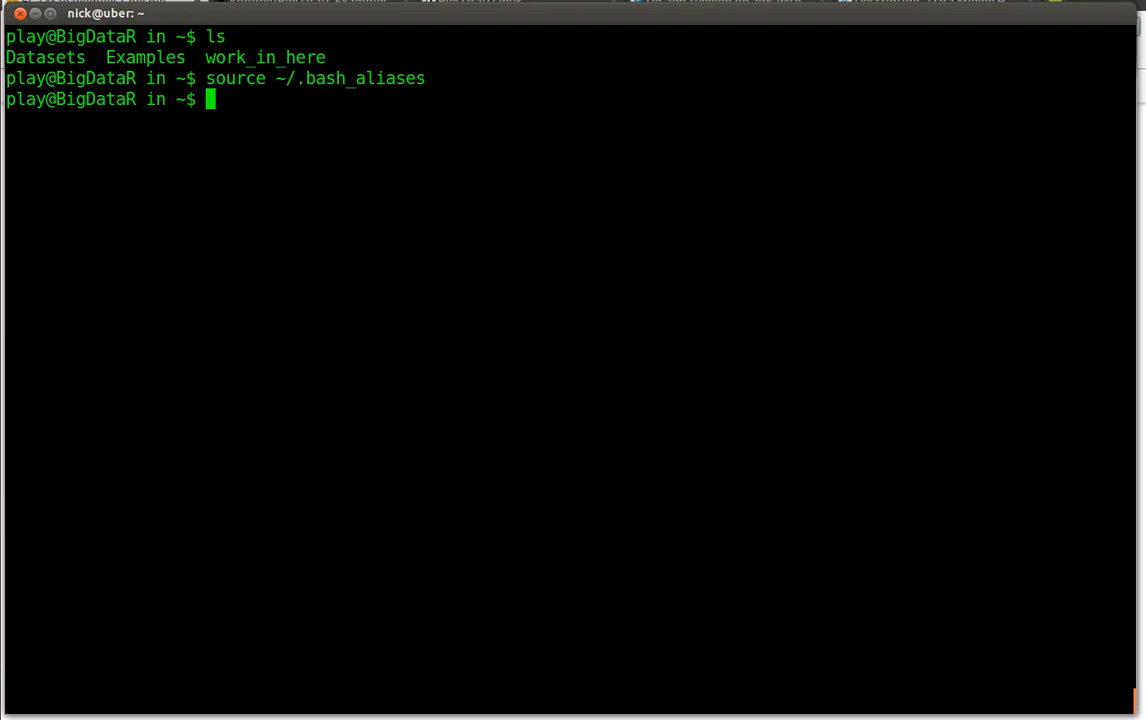 nick@uber: ~
play@BigDataR in ~$ ls
Datasets  Examples  work_in_here
play@BigDataR in ~$ source ~/.bash_aliases
play@BigDataR in ~$